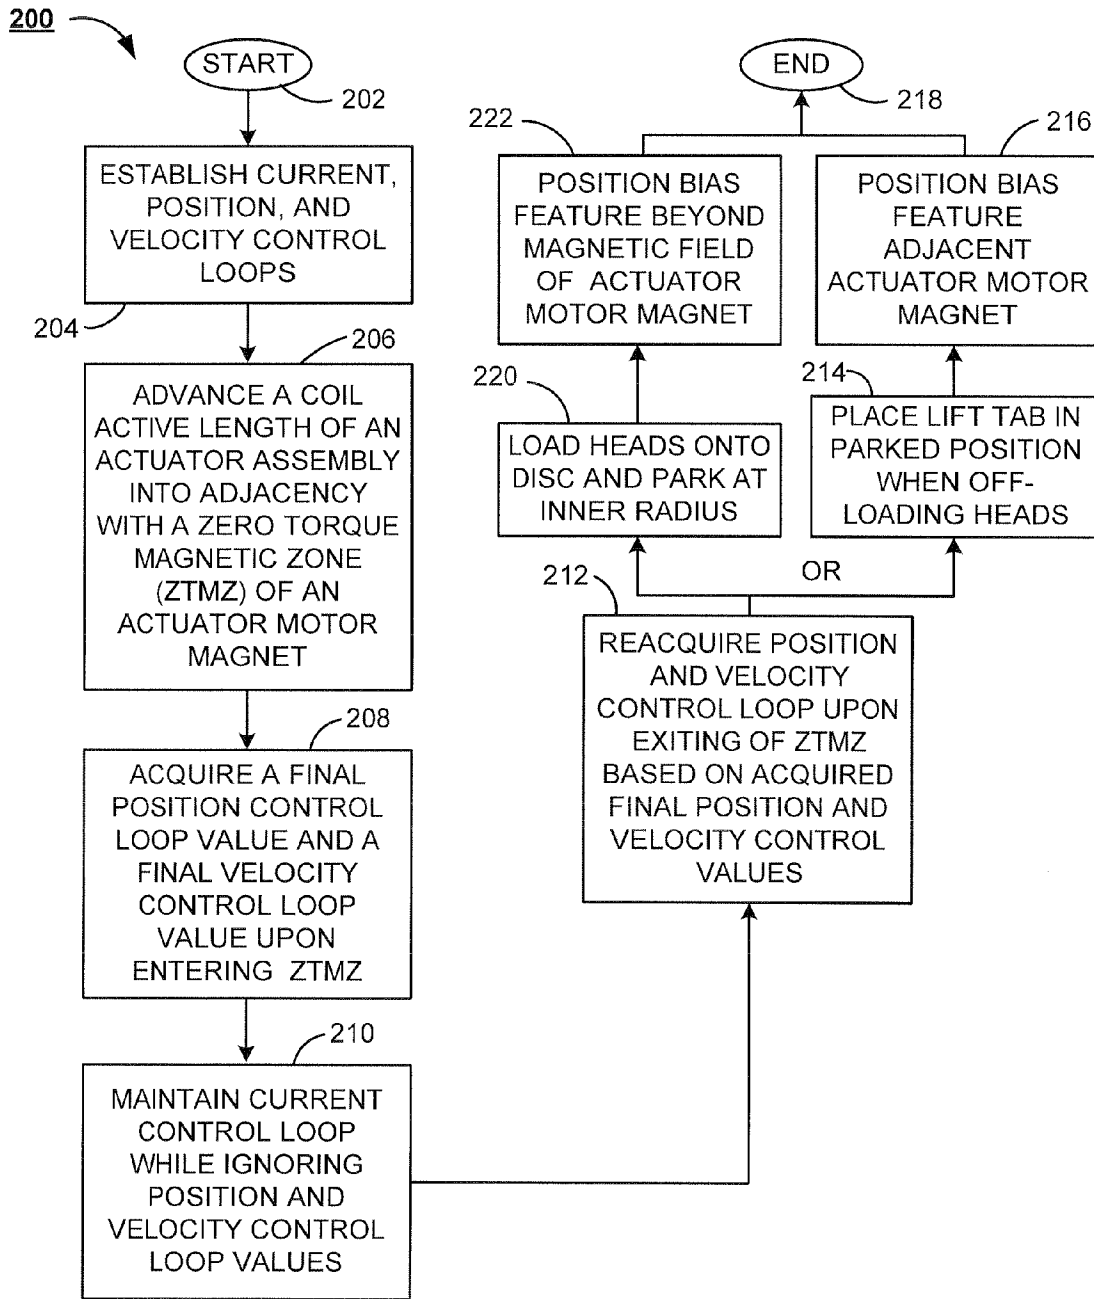 200
START
202
ESTABLISH CURRENT,
POSITION, AND
VELOCITY CONTROL
LOOPS
204
206
ADVANCE A COIL
ACTIVE LENGTH OF AN
ACTUATOR ASSEMBLY
INTO ADJACENCY
WITH A ZERO TORQUE
MAGNETIC ZONE
(ZTMZ) OF AN
ACTUATOR MOTOR
MAGNET
208
ACQUIRE A FINAL
POSITION CONTROL
LOOP VALUE AND A
FINAL VELOCITY
CONTROL LOOP
VALUE UPON
ENTERING ZTMZ
210
MAINTAIN CURRENT
CONTROL LOOP
WHILE IGNORING
POSITION AND
VELOCITY CONTROL
LOOP VALUES
212
REACQUIRE POSITION
AND VELOCITY
CONTROL LOOP UPON
EXITING OF ZTMZ
BASED ON ACQUIRED
FINAL POSITION AND
VELOCITY CONTROL
VALUES
OR
220
LOAD HEADS ONTO
DISC AND PARK AT
INNER RADIUS
214
PLACE LIFT TAB IN
PARKED POSITION
WHEN OFF-
LOADING HEADS
222
POSITION BIAS
FEATURE BEYOND
MAGNETIC FIELD
OF ACTUATOR
MOTOR MAGNET
216
POSITION BIAS
FEATURE
ADJACENT
ACTUATOR MOTOR
MAGNET
END
218